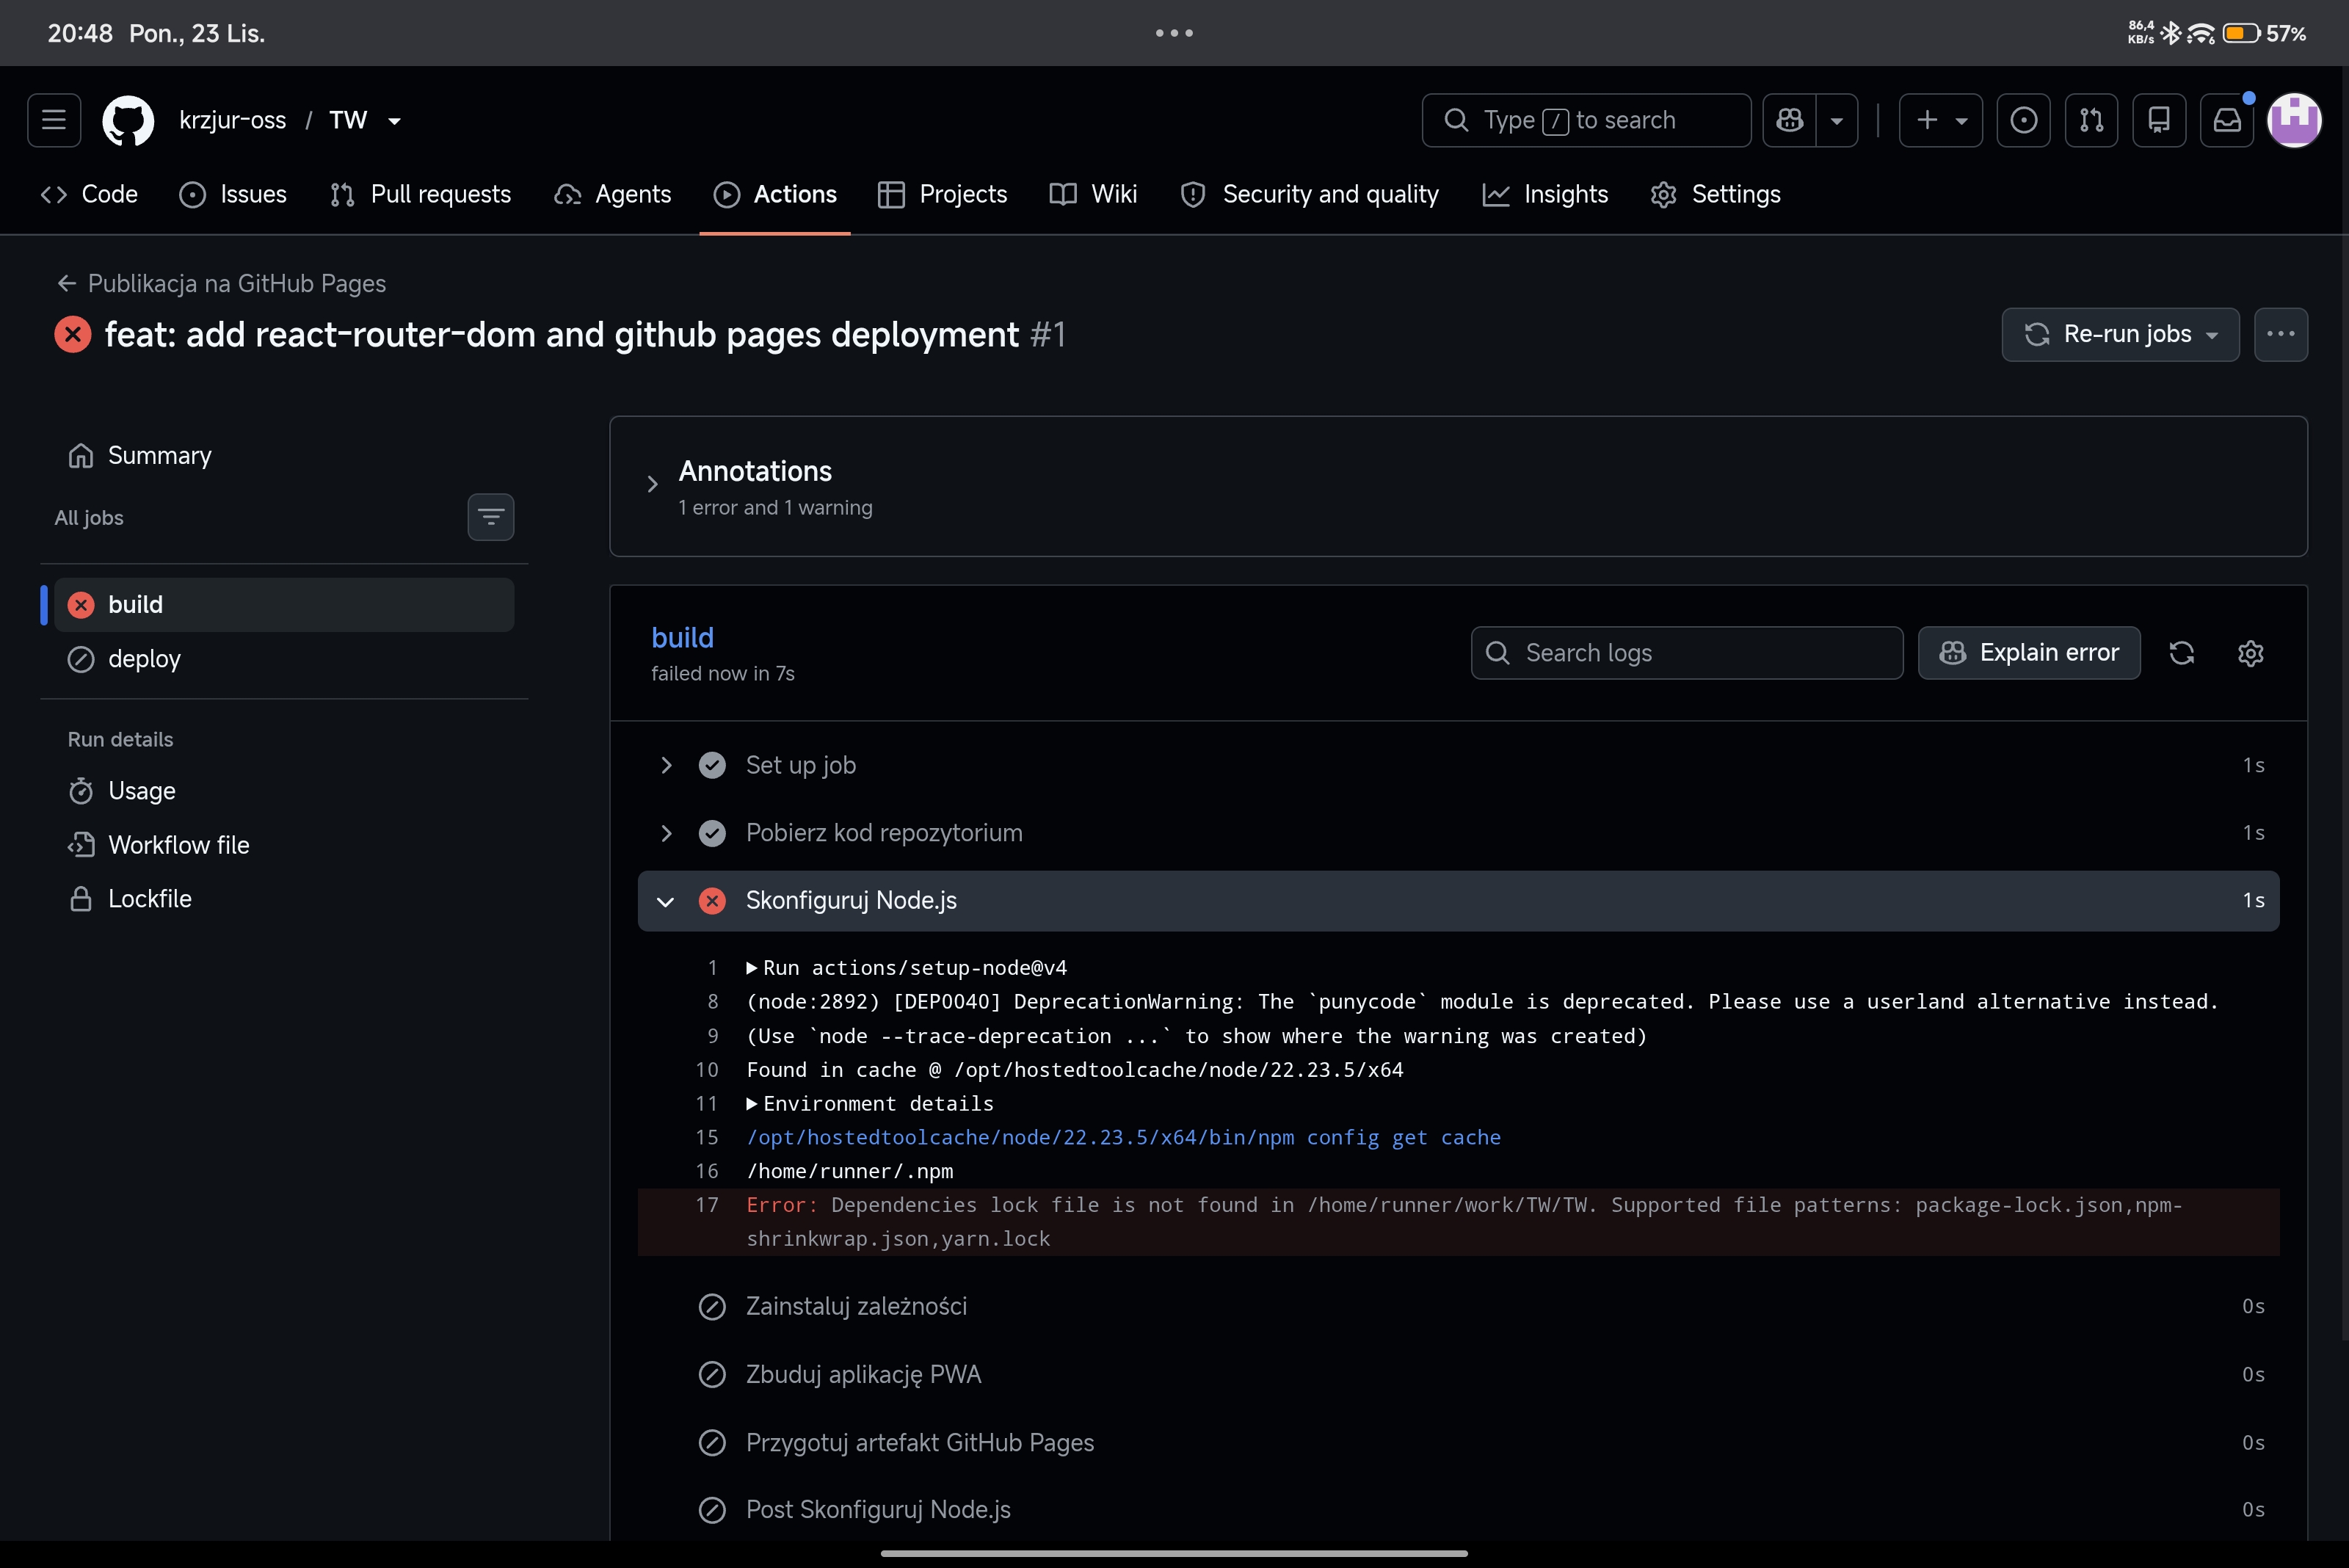 20:48 Pon., 23 Lis.
86,4 KB/s 6 57%
krzjur-oss / TW
Type / to search
Code Issues Pull requests Agents Actions Projects Wiki Security and quality Insights Settings
Publikacja na GitHub Pages
feat: add react-router-dom and github pages deployment #1
Re-run jobs
Summary
All jobs
build
deploy
Run details
Usage
Workflow file
Lockfile
Annotations
1 error and 1 warning
build
failed now in 7s
Search logs
Explain error
Set up job 1s
Pobierz kod repozytorium 1s
Skonfiguruj Node.js 1s
1 Run actions/setup-node@v4
8 (node:2892) [DEP0040] DeprecationWarning: The `punycode` module is deprecated. Please use a userland alternative instead.
9 (Use `node --trace-deprecation ...` to show where the warning was created)
10 Found in cache @ /opt/hostedtoolcache/node/22.23.5/x64
11 Environment details
15 /opt/hostedtoolcache/node/22.23.5/x64/bin/npm config get cache
16 /home/runner/.npm
17 Error: Dependencies lock file is not found in /home/runner/work/TW/TW. Supported file patterns: package-lock.json,npm-
shrinkwrap.json,yarn.lock
Zainstaluj zależności 0s
Zbuduj aplikację PWA 0s
Przygotuj artefakt GitHub Pages 0s
Post Skonfiguruj Node.js 0s